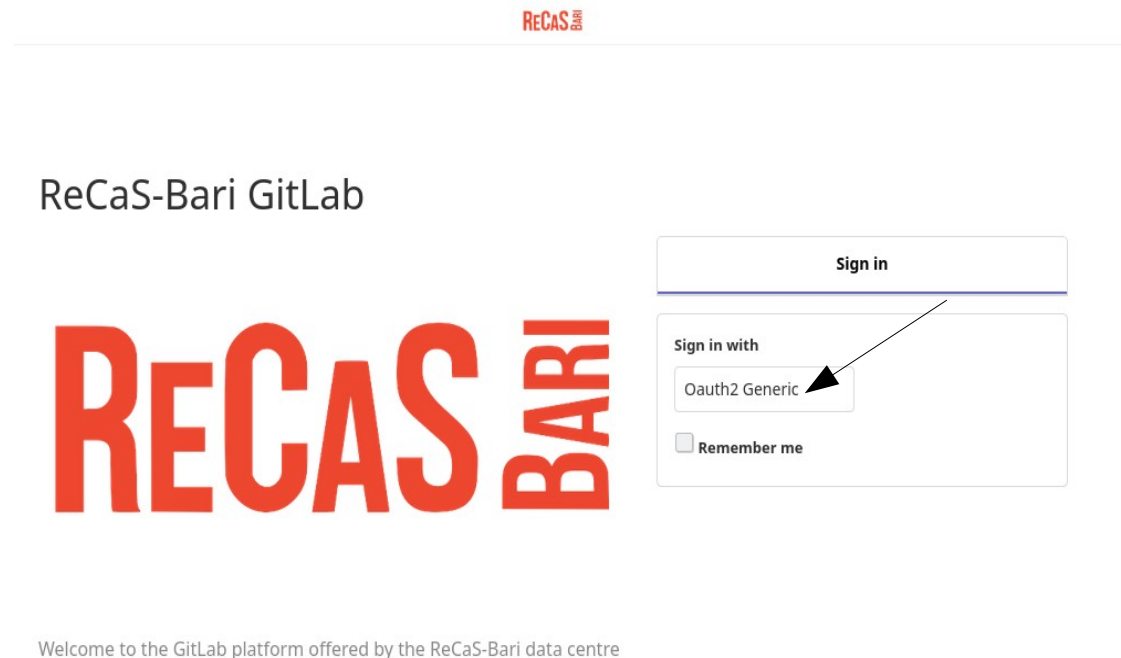 ReCaS BARI
ReCaS-Bari GitLab
ReCaS BARI
Sign in
Sign in with
Oauth2 Generic
Remember me
Welcome to the GitLab platform offered by the ReCaS-Bari data centre